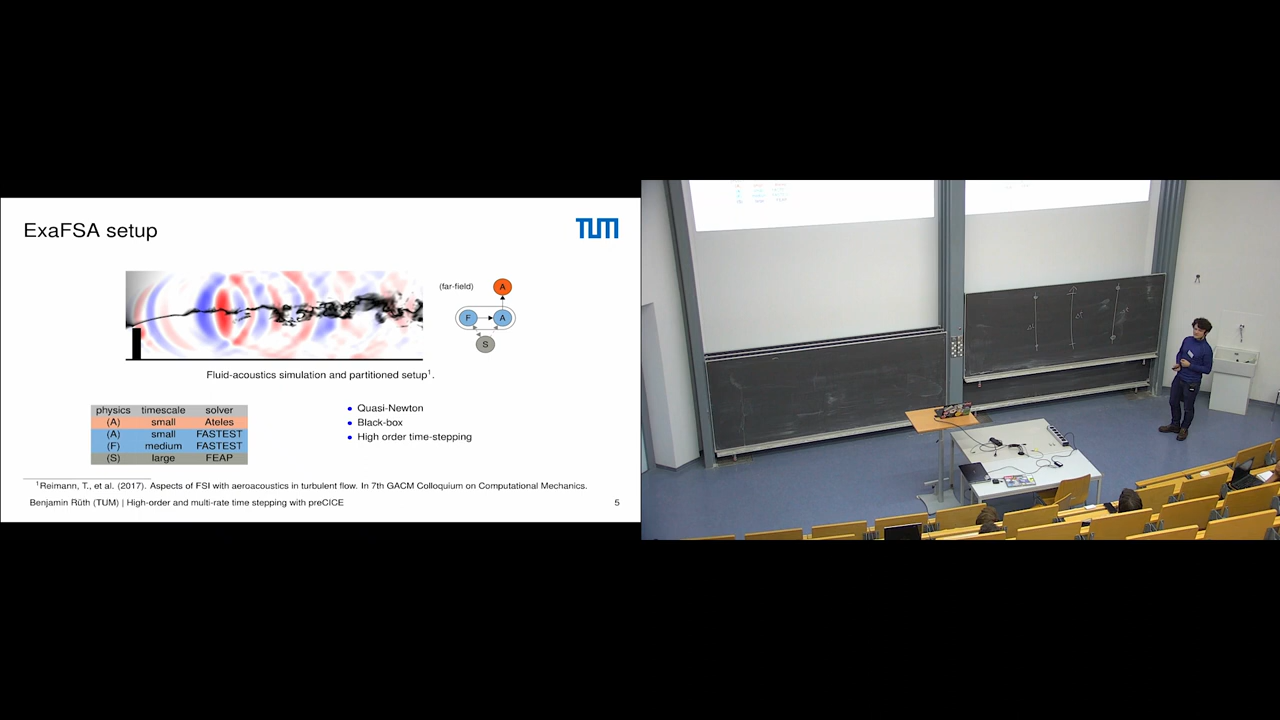 ExaFSA setup
TUM
(far-field)
A
F
A
S
Fluid-acoustics simulation and partitioned setup¹.
physics timescale solver
(A) small Ateles
(A) small FASTEST
(F) medium FASTEST
(S) large FEAP
• Quasi-Newton
• Black-box
• High order time-stepping
¹Reimann, T., et al. (2017). Aspects of FSI with aeroacoustics in turbulent flow. In 7th GACM Colloquium on Computational Mechanics.
Benjamin Rüth (TUM) | High-order and multi-rate time stepping with preCICE
5